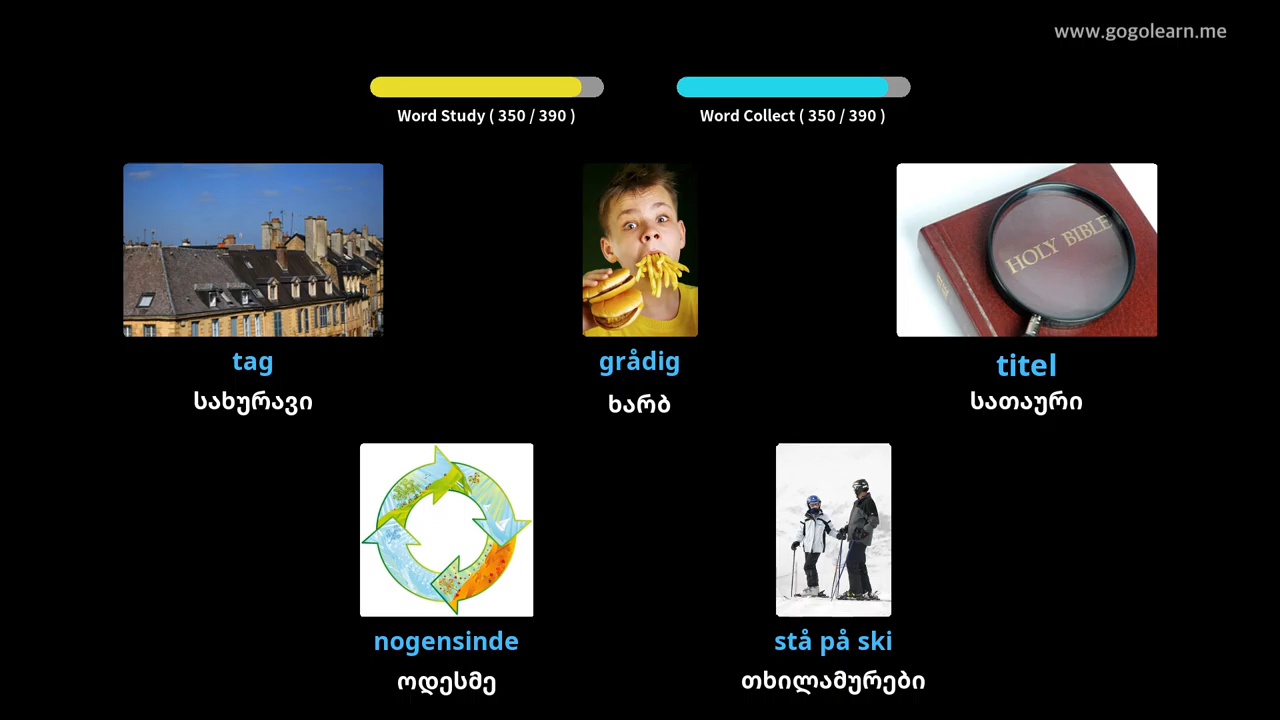 www.gogolearn.me
Word Study ( 350 / 390 )
Word Collect ( 350 / 390 )
HOLY BIBLE
tag
grådig
titel
სახურავი
ხარბ
სათაური
nogensinde
stå på ski
ოდესმე
თხილამურები